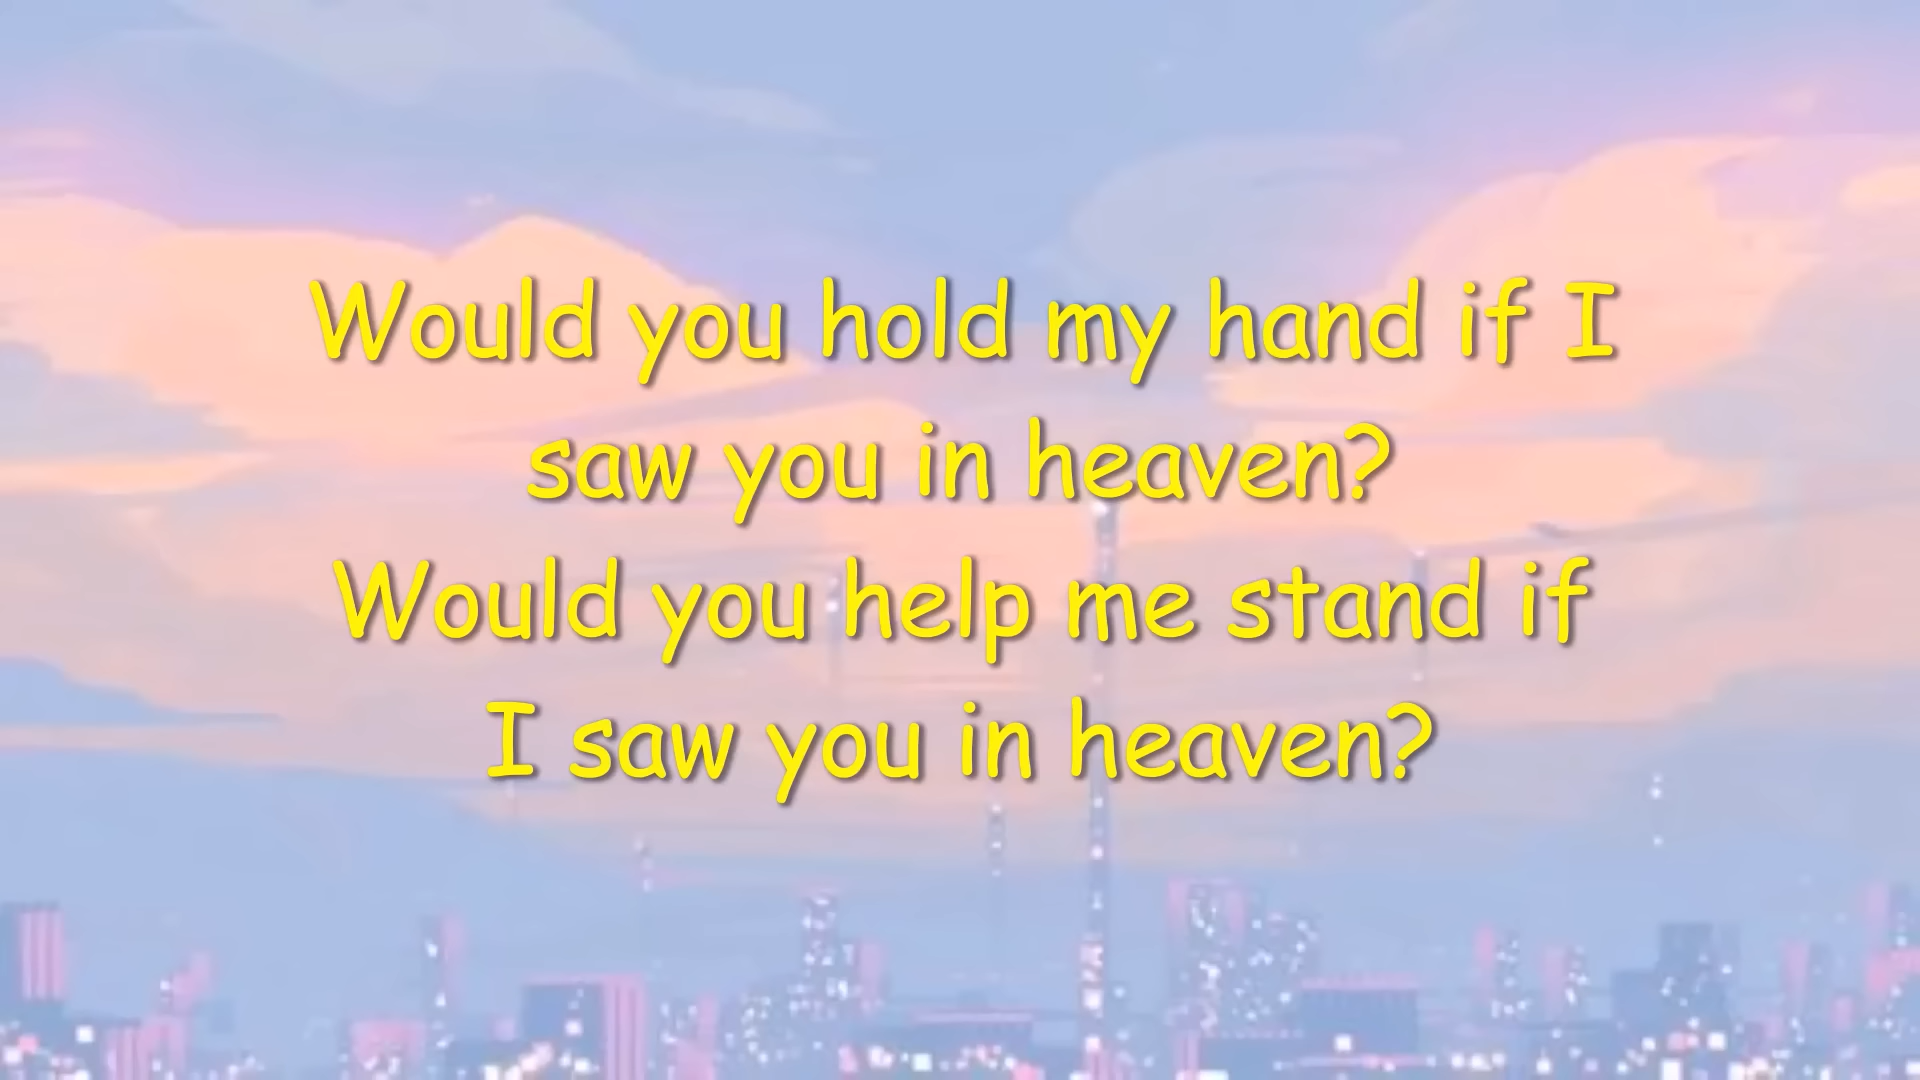 Would you hold my hand if I
saw you in heaven?
Would you help me stand if
I saw you in heaven?